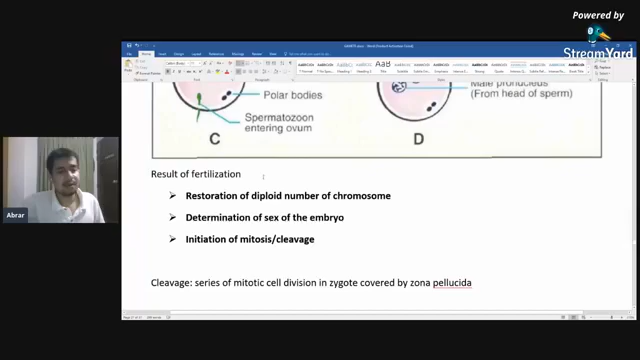 Powered by
StreamYard
Polar bodies
Spermatozoon
entering ovum
C
Male pronucleus
(From head of sperm)
D
Result of fertilization
➤ Restoration of diploid number of chromosome
➤ Determination of sex of the embryo
➤ Initiation of mitosis/cleavage
Cleavage: series of mitotic cell division in zygote covered by zona pellucida
Abrar